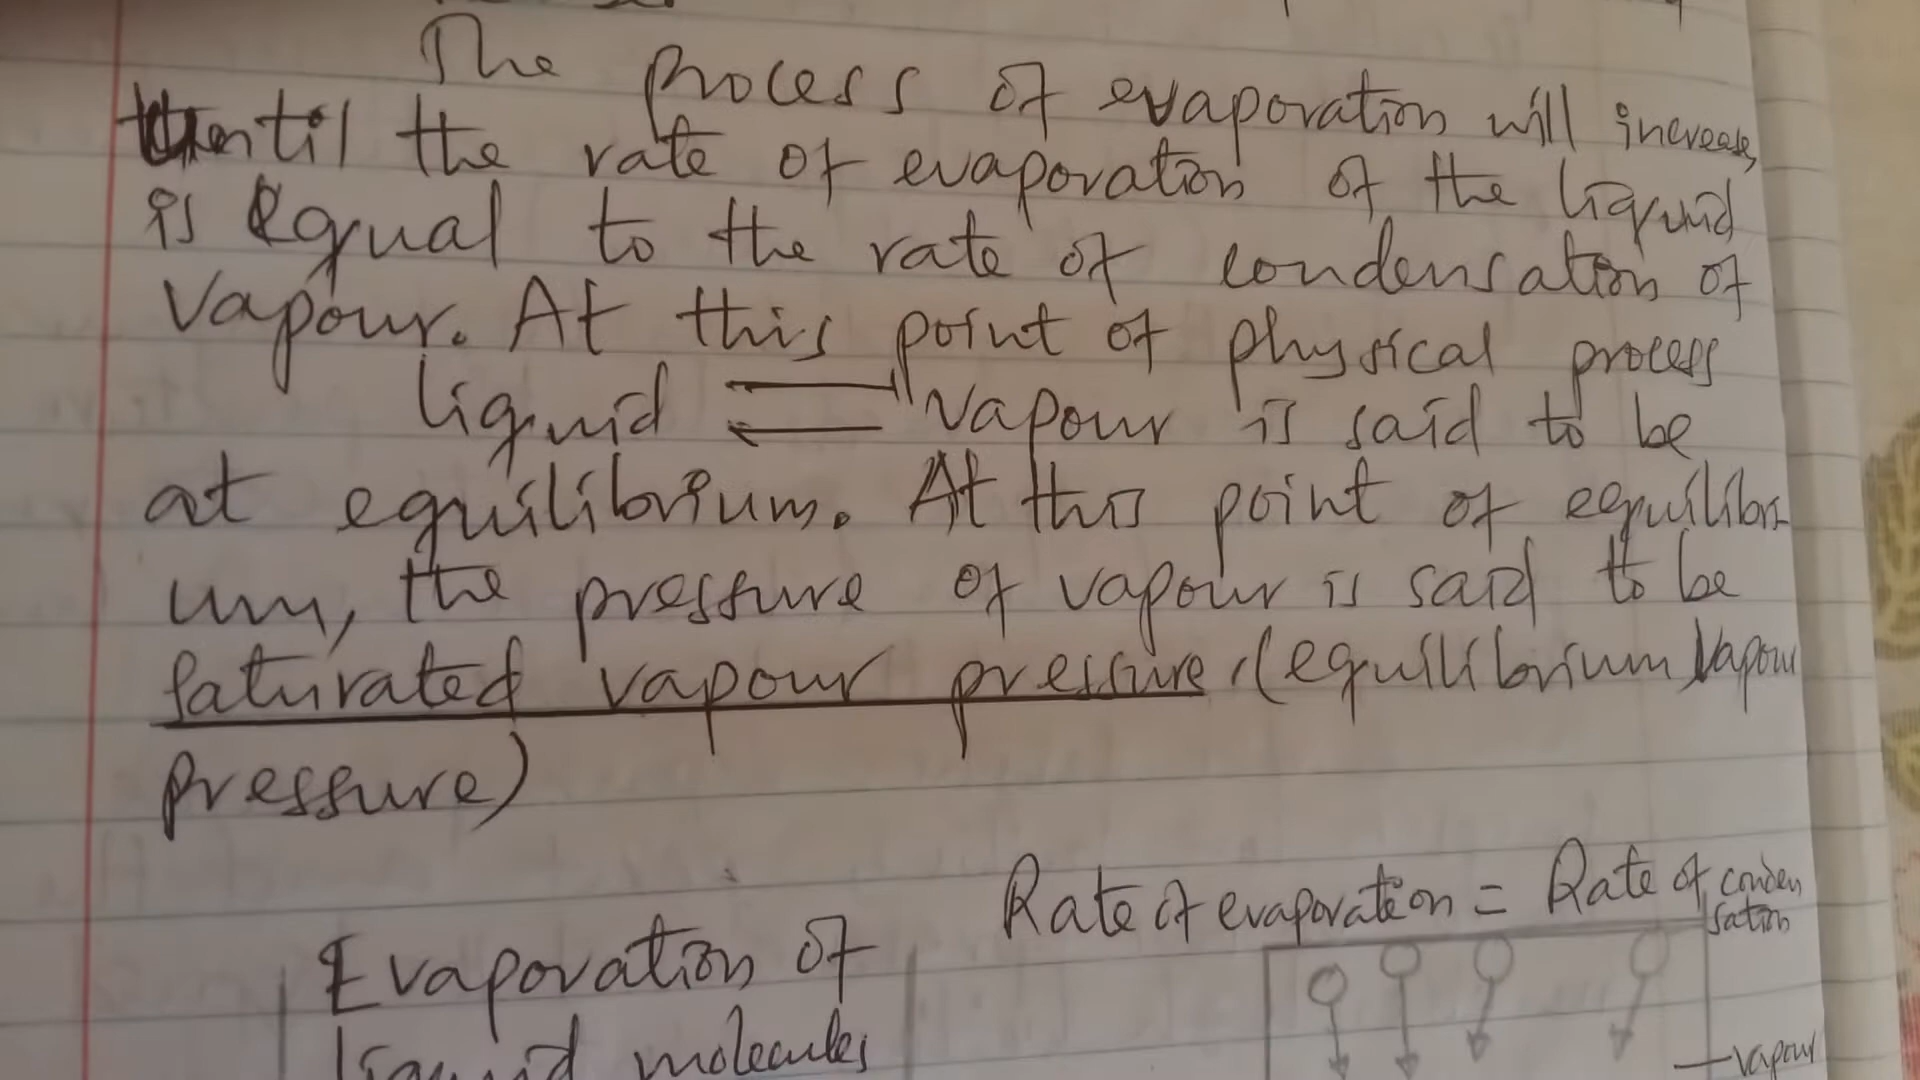 The process of evaporation will increase,
until the rate of evaporation of the liquid
is equal to the rate of condensation of
vapour. At this point of physical process
liquid ⇌ vapour is said to be
at equilibrium. At this point of equilibri-
um, the pressure of vapour is said to be
saturated vapour pressure. (equilibrium vapour
pressure)
Rate of evaporation = Rate of conden
sation
Evaporation of
liquid molecules
vapour